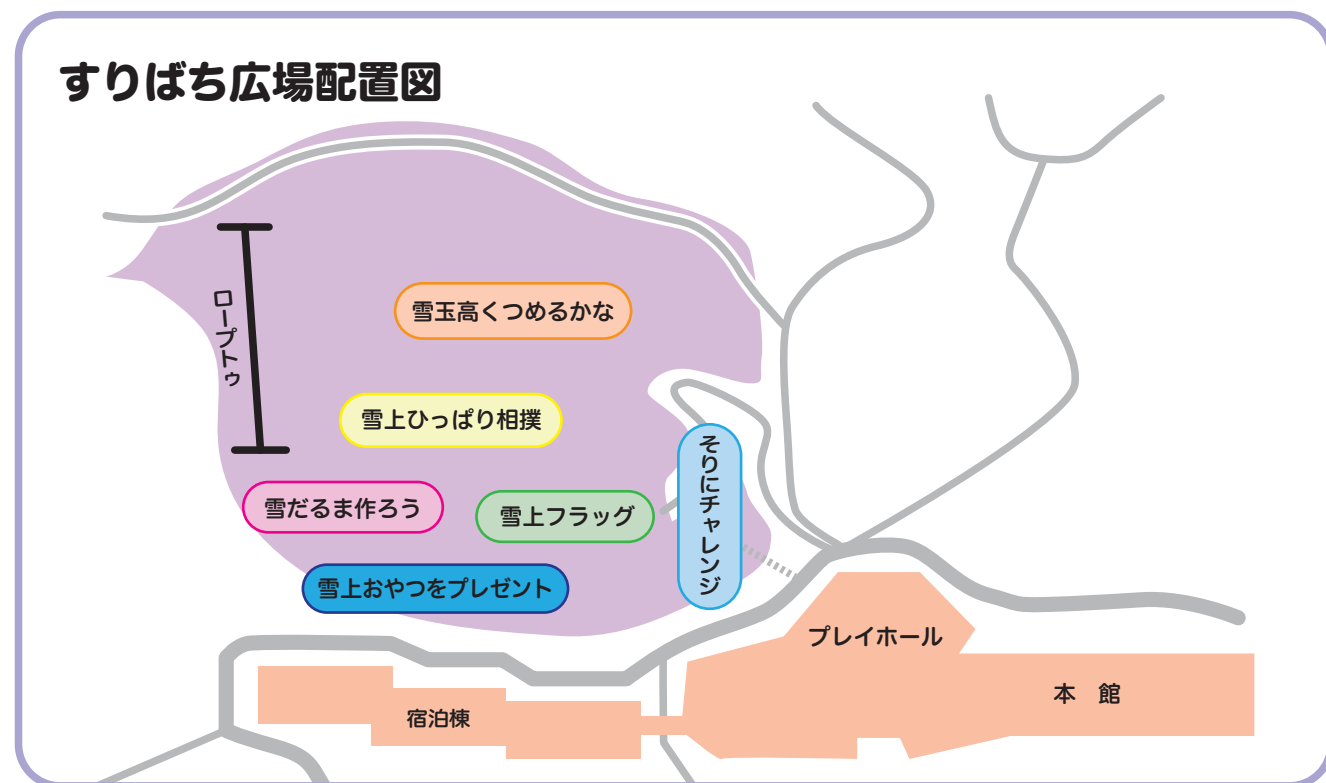 すりばち広場配置図
ロープトゥ
雪玉高くつめるかな
雪上ひっぱり相撲
そりにチャレンジ
雪だるま作ろう
雪上フラッグ
雪上おやつをプレゼント
プレイホール
本　館
宿泊棟